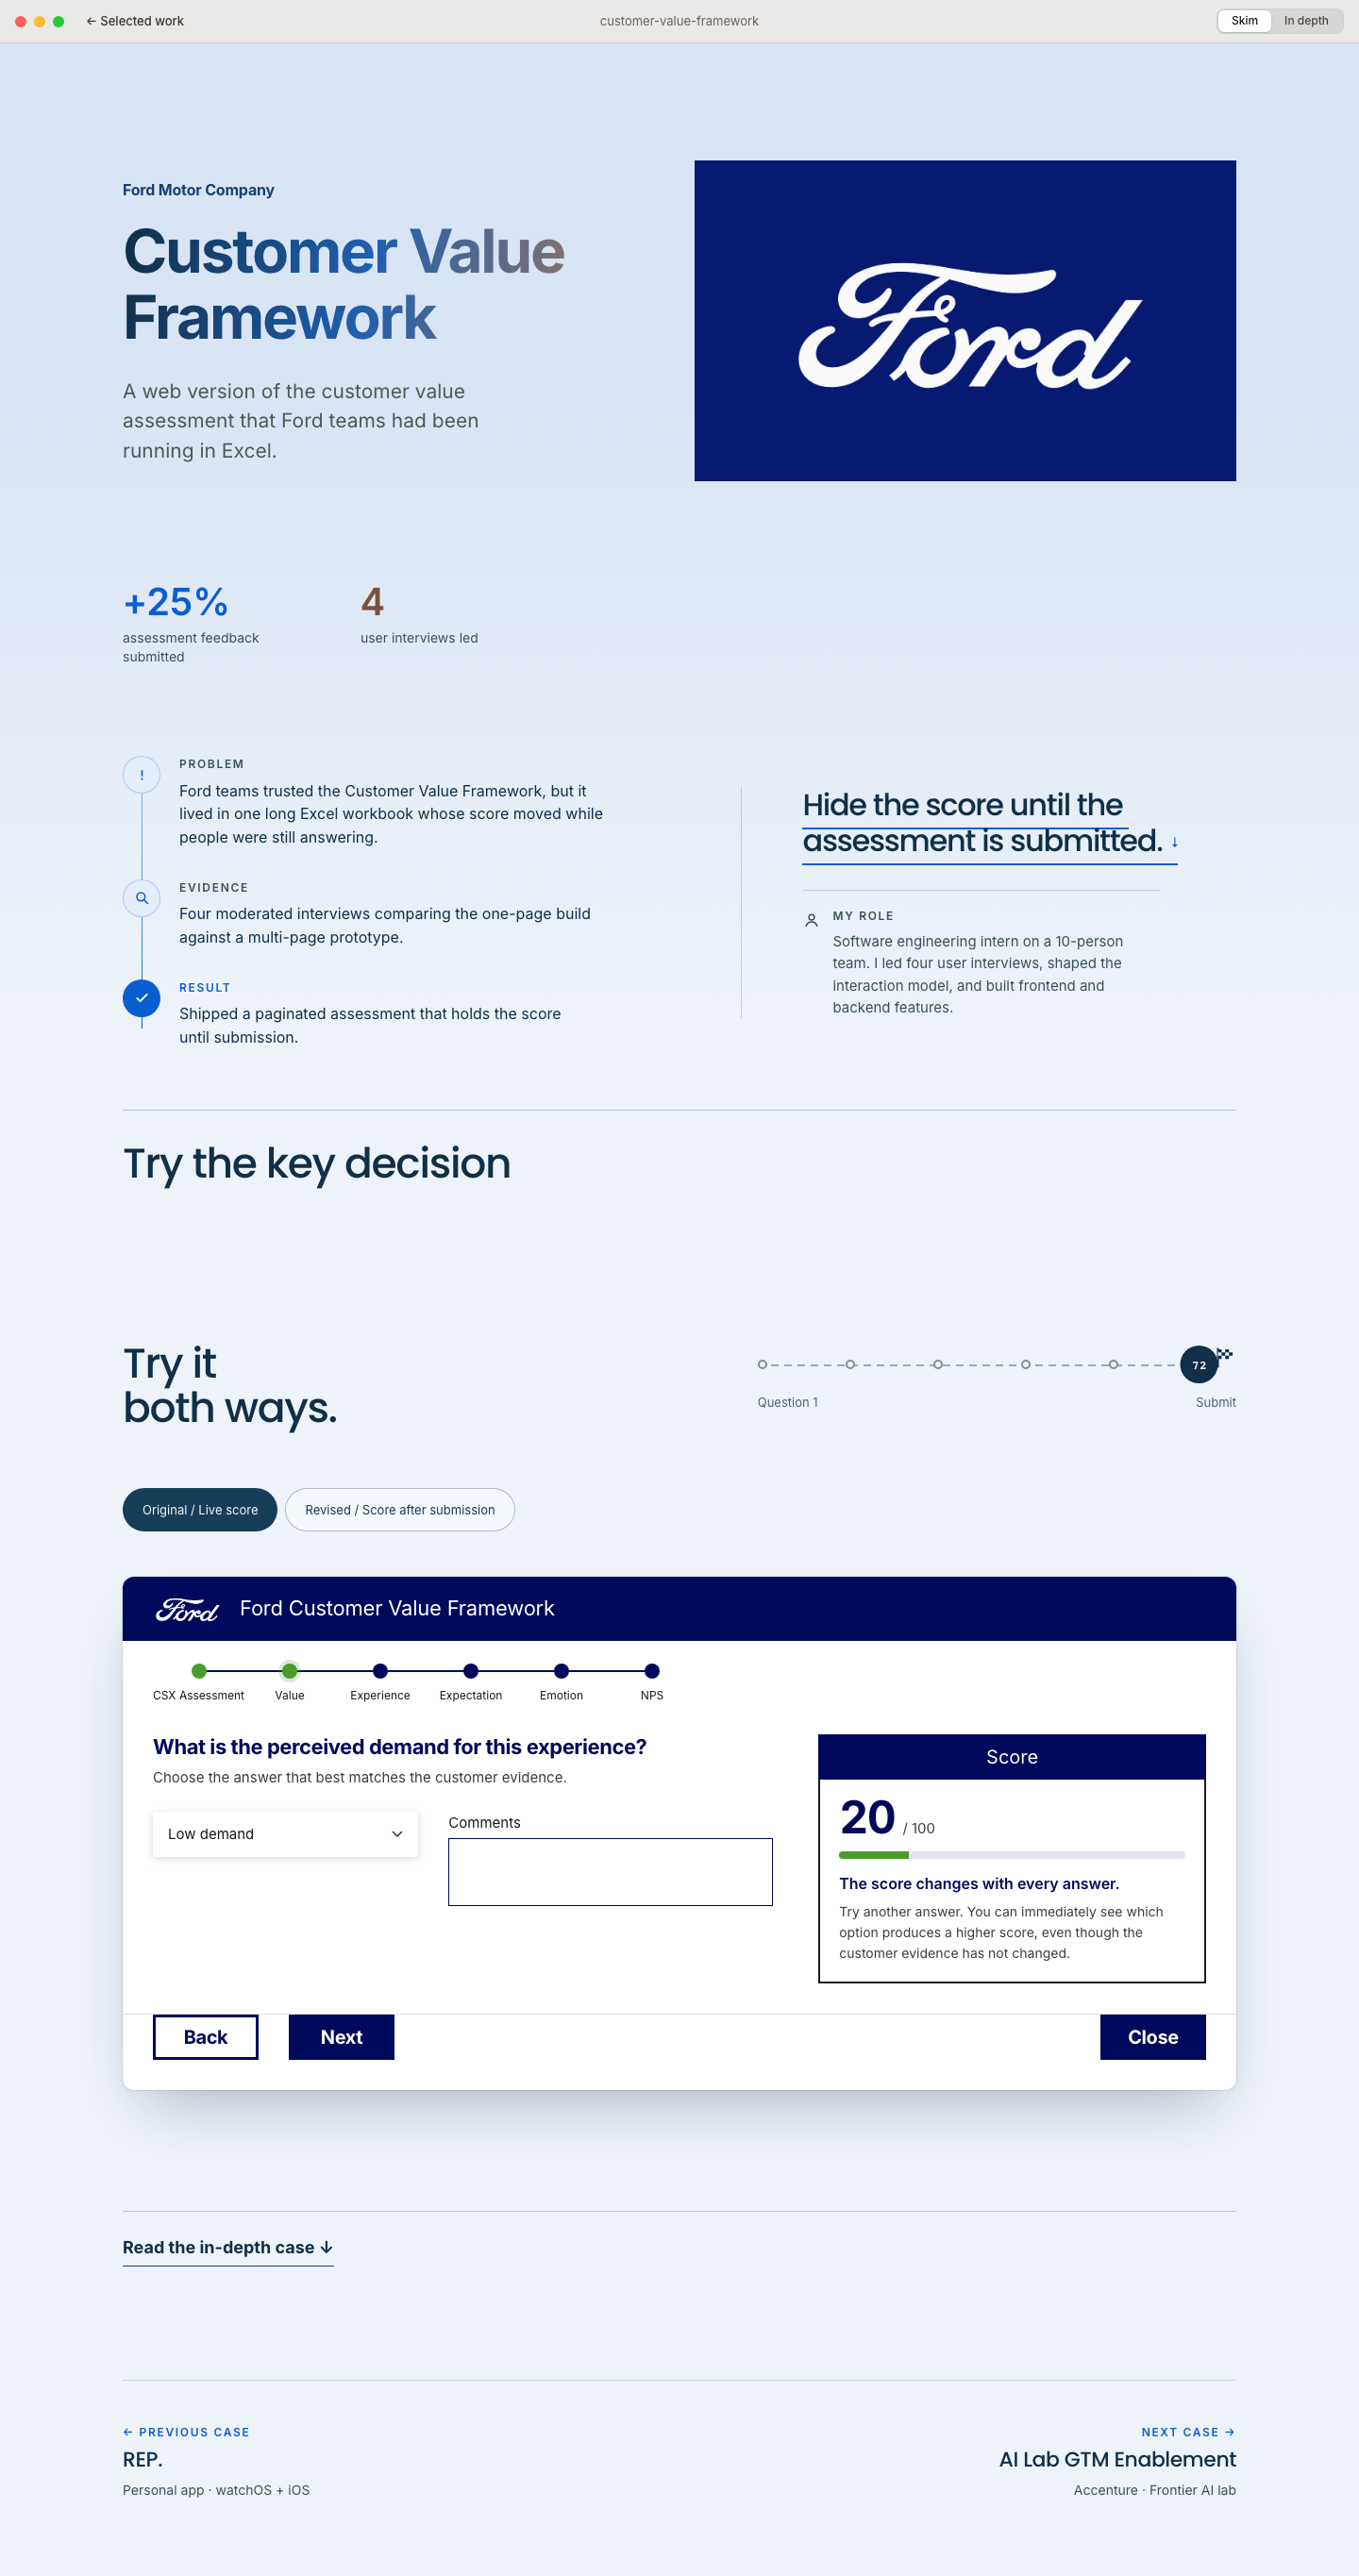 ← Selected work
customer-value-framework
Skim
In depth
Ford Motor Company
Customer Value
Framework
A web version of the customer value
assessment that Ford teams had been
running in Excel.
Ford
+25%
assessment feedback
submitted
4
user interviews led
PROBLEM
Ford teams trusted the Customer Value Framework, but it
lived in one long Excel workbook whose score moved while
people were still answering.
EVIDENCE
Four moderated interviews comparing the one-page build
against a multi-page prototype.
RESULT
Shipped a paginated assessment that holds the score
until submission.
Hide the score until the
assessment is submitted. ↓
MY ROLE
Software engineering intern on a 10-person
team. I led four user interviews, shaped the
interaction model, and built frontend and
backend features.
Try the key decision
Try it
both ways.
72
Question 1
Submit
Original / Live score
Revised / Score after submission
Ford
Ford Customer Value Framework
CSX Assessment
Value
Experience
Expectation
Emotion
NPS
What is the perceived demand for this experience?
Choose the answer that best matches the customer evidence.
Low demand
Comments
Score
20 / 100
The score changes with every answer.
Try another answer. You can immediately see which
option produces a higher score, even though the
customer evidence has not changed.
Back
Next
Close
Read the in-depth case ↓
← PREVIOUS CASE
REP.
Personal app · watchOS + iOS
NEXT CASE →
AI Lab GTM Enablement
Accenture · Frontier AI lab